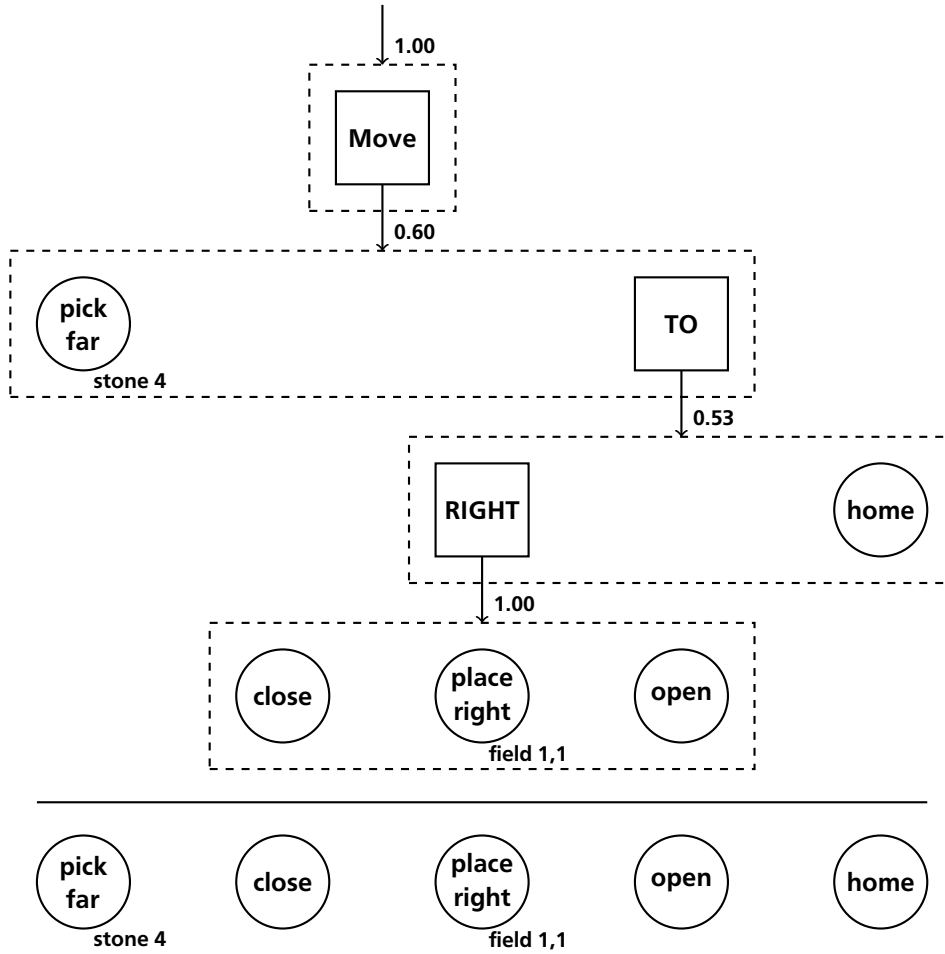 1.00
Move
0.60
pick
far
stone 4
TO
0.53
RIGHT
home
1.00
close
place
right
field 1,1
open
pick
far
stone 4
close
place
right
field 1,1
open
home